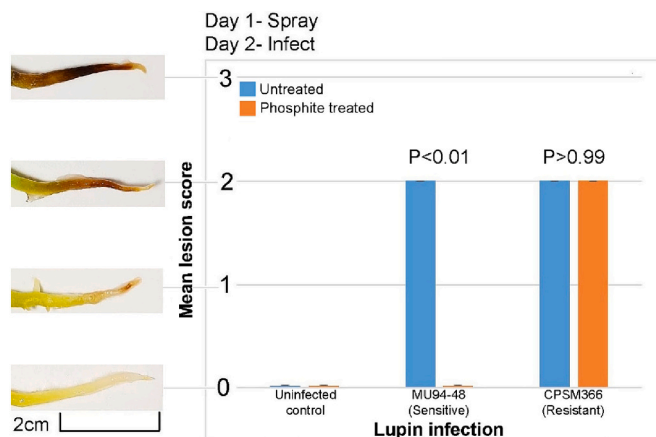 Day 1- Spray
Day 2- Infect
3
Untreated
Phosphite treated
P<0.01
P>0.99
2
Mean lesion score
1
0
Uninfected control
MU94-48 (Sensitive)
CPSM366 (Resistant)
2cm
Lupin infection